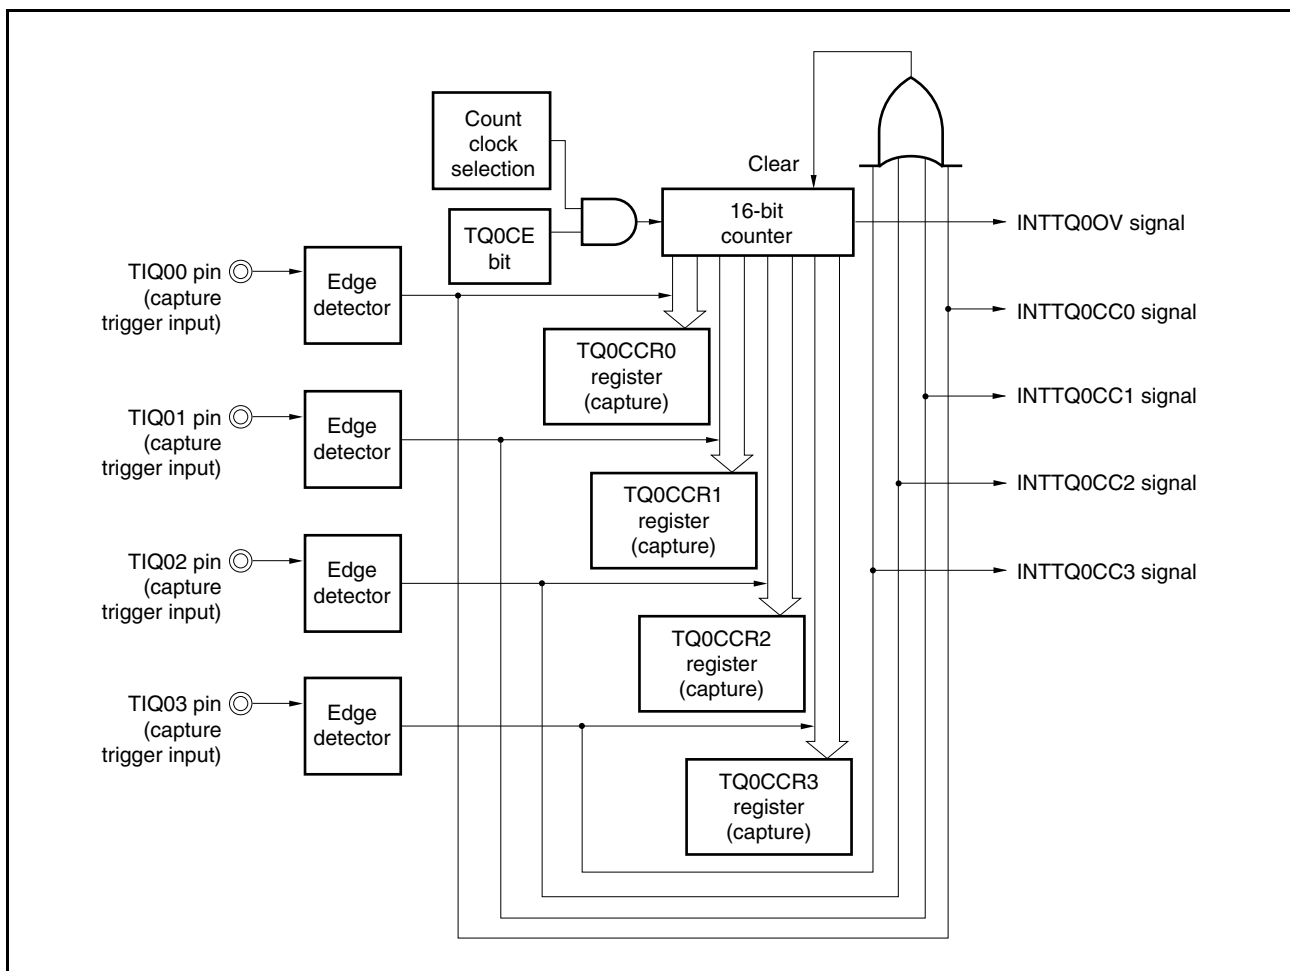 Count
clock
selection
Clear
16-bit
counter
TQ0CE
bit
INTTQ0OV signal
TIQ00 pin
(capture
trigger input)
Edge
detector
INTTQ0CC0 signal
TQ0CCR0
register
(capture)
TIQ01 pin
(capture
trigger input)
Edge
detector
INTTQ0CC1 signal
TQ0CCR1
register
(capture)
INTTQ0CC2 signal
TIQ02 pin
(capture
trigger input)
Edge
detector
INTTQ0CC3 signal
TQ0CCR2
register
(capture)
TIQ03 pin
(capture
trigger input)
Edge
detector
TQ0CCR3
register
(capture)